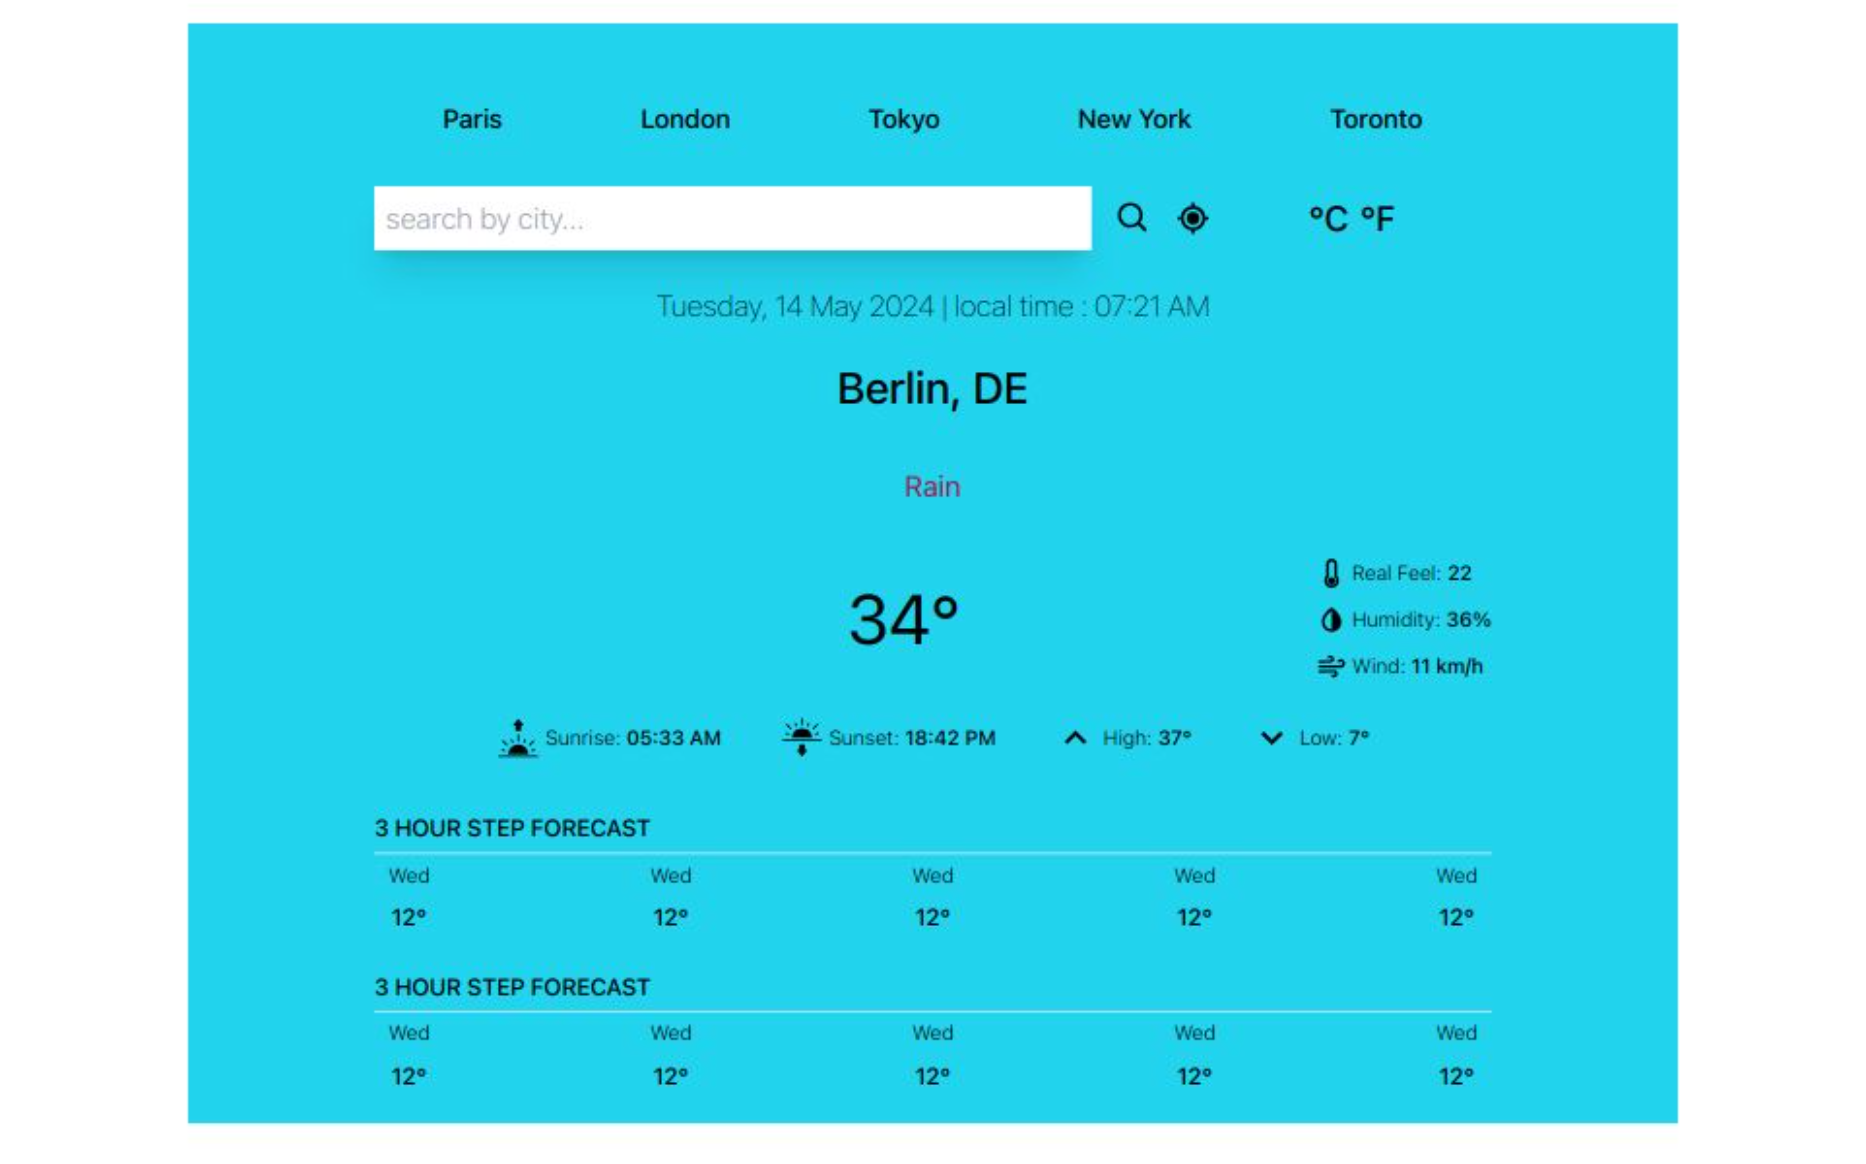 Paris London Tokyo New York Toronto
search by city... °C °F
Tuesday, 14 May 2024 | local time : 07:21 AM
Berlin, DE
Rain
34°
Real Feel: 22
Humidity: 36%
Wind: 11 km/h
Sunrise: 05:33 AM Sunset: 18:42 PM High: 37° Low: 7°
3 HOUR STEP FORECAST
Wed Wed Wed Wed Wed
12° 12° 12° 12° 12°
3 HOUR STEP FORECAST
Wed Wed Wed Wed Wed
12° 12° 12° 12° 12°